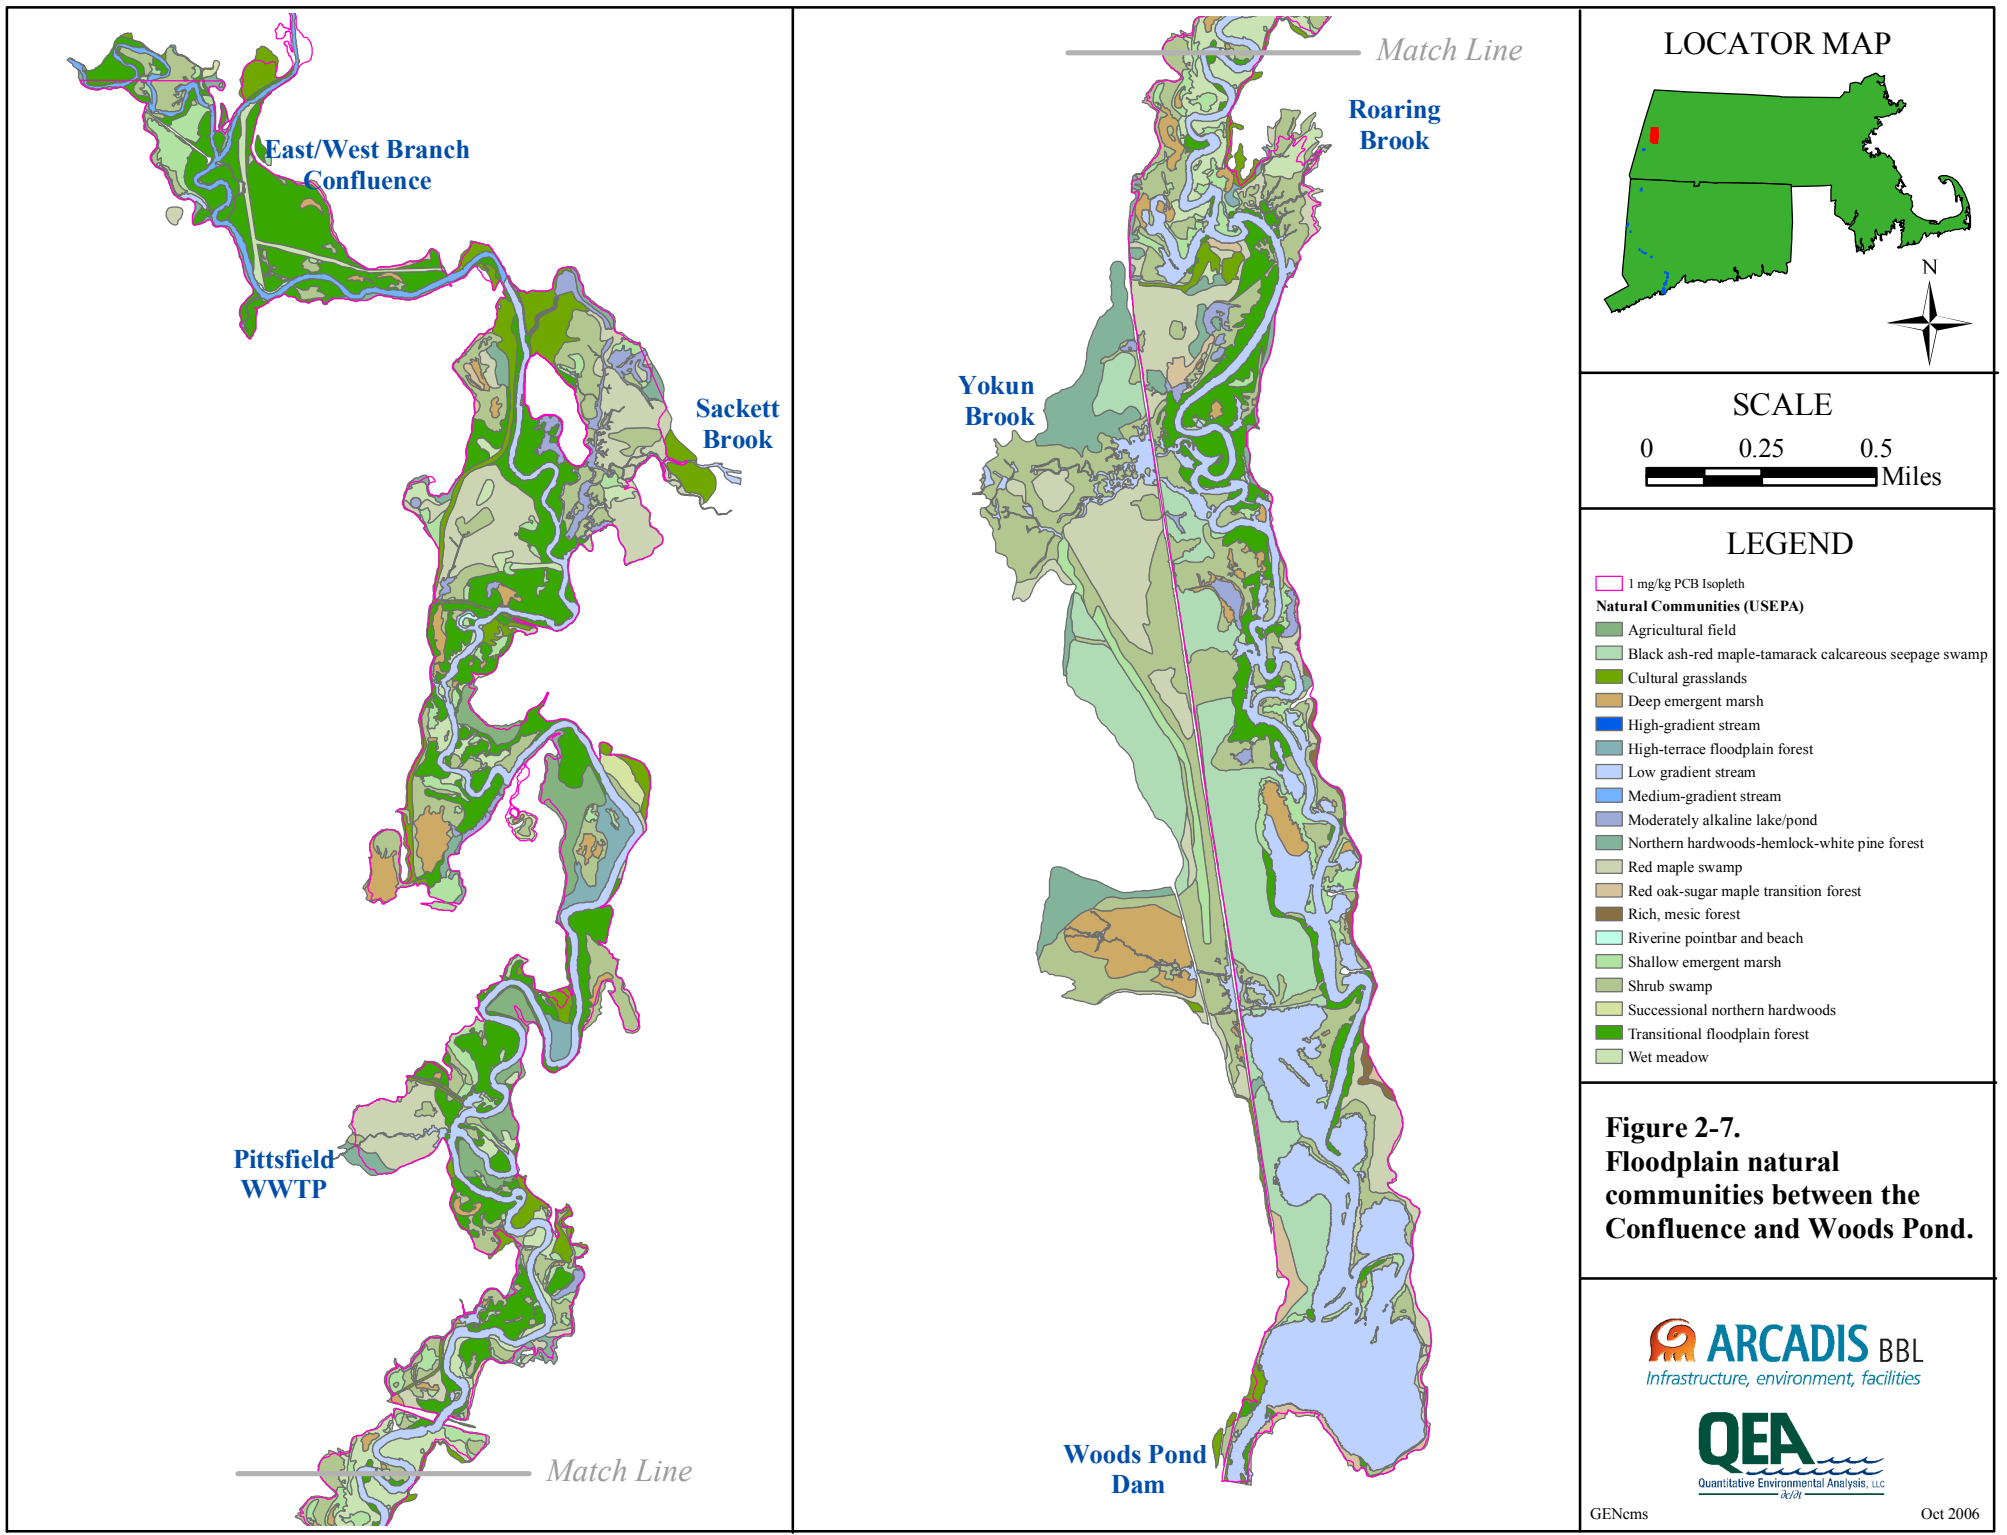 East/West Branch
Confluence
Sackett
Brook
Pittsfield
WWTP
Match Line
Match Line
Roaring
Brook
Yokun
Brook
Woods Pond
Dam
LOCATOR MAP
N
SCALE
0 0.25 0.5
Miles
LEGEND
1 mg/kg PCB Isopleth
Natural Communities (USEPA)
Agricultural field
Black ash-red maple-tamarack calcareous seepage swamp
Cultural grasslands
Deep emergent marsh
High-gradient stream
High-terrace floodplain forest
Low gradient stream
Medium-gradient stream
Moderately alkaline lake/pond
Northern hardwoods-hemlock-white pine forest
Red maple swamp
Red oak-sugar maple transition forest
Rich, mesic forest
Riverine pointbar and beach
Shallow emergent marsh
Shrub swamp
Successional northern hardwoods
Transitional floodplain forest
Wet meadow
Figure 2-7.
Floodplain natural
communities between the
Confluence and Woods Pond.
ARCADIS BBL
Infrastructure, environment, facilities
QEA
Quantitative Environmental Analysis, LLC
∂c/∂t
GENcms Oct 2006